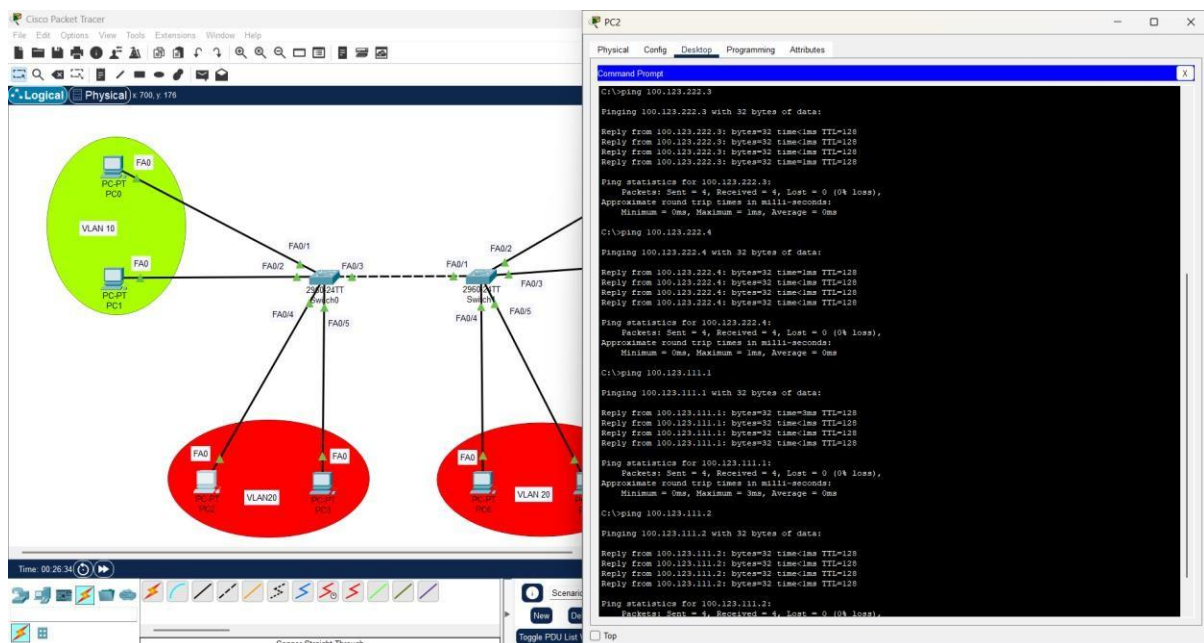 Cisco Packet Tracer
File Edit Options View Tools Extensions Window Help
Logical Physical x: 700, y: 176
FA0
PC-PT
PC0
VLAN 10
FA0
PC-PT
PC1
FA0/1
FA0/2
FA0/3
2960-24TT
Switch0
FA0/4
FA0/5
FA0/1
FA0/2
FA0/3
2960-24TT
FA0/4
FA0/5
FA0
PC-PT
PC2
VLAN20
FA0
PC-PT
PC3
FA0
PC-PT
VLAN 20
Time: 00:26:34
Scenario
New
Toggle PDU List
Copper Straight-Through
PC2
Physical Config Desktop Programming Attributes
Command Prompt
X
C:\>ping 100.123.222.3
Pinging 100.123.222.3 with 32 bytes of data:
Reply from 100.123.222.3: bytes=32 time<1ms TTL=128
Reply from 100.123.222.3: bytes=32 time<1ms TTL=128
Reply from 100.123.222.3: bytes=32 time<1ms TTL=128
Reply from 100.123.222.3: bytes=32 time=1ms TTL=128
Ping statistics for 100.123.222.3:
Packets: Sent = 4, Received = 4, Lost = 0 (0% loss),
Approximate round trip times in milli-seconds:
Minimum = 0ms, Maximum = 1ms, Average = 0ms
C:\>ping 100.123.222.4
Pinging 100.123.222.4 with 32 bytes of data:
Reply from 100.123.222.4: bytes=32 time=1ms TTL=128
Reply from 100.123.222.4: bytes=32 time<1ms TTL=128
Reply from 100.123.222.4: bytes=32 time<1ms TTL=128
Reply from 100.123.222.4: bytes=32 time<1ms TTL=128
Ping statistics for 100.123.222.4:
Packets: Sent = 4, Received = 4, Lost = 0 (0% loss),
Approximate round trip times in milli-seconds:
Minimum = 0ms, Maximum = 1ms, Average = 0ms
C:\>ping 100.123.111.1
Pinging 100.123.111.1 with 32 bytes of data:
Reply from 100.123.111.1: bytes=32 time=3ms TTL=128
Reply from 100.123.111.1: bytes=32 time<1ms TTL=128
Reply from 100.123.111.1: bytes=32 time<1ms TTL=128
Reply from 100.123.111.1: bytes=32 time<1ms TTL=128
Ping statistics for 100.123.111.1:
Packets: Sent = 4, Received = 4, Lost = 0 (0% loss),
Approximate round trip times in milli-seconds:
Minimum = 0ms, Maximum = 3ms, Average = 0ms
C:\>ping 100.123.111.2
Pinging 100.123.111.2 with 32 bytes of data:
Reply from 100.123.111.2: bytes=32 time<1ms TTL=128
Reply from 100.123.111.2: bytes=32 time<1ms TTL=128
Reply from 100.123.111.2: bytes=32 time<1ms TTL=128
Reply from 100.123.111.2: bytes=32 time<1ms TTL=128
Ping statistics for 100.123.111.2:
Packets: Sent = 4, Received = 4, Lost = 0 (0% loss),
Top